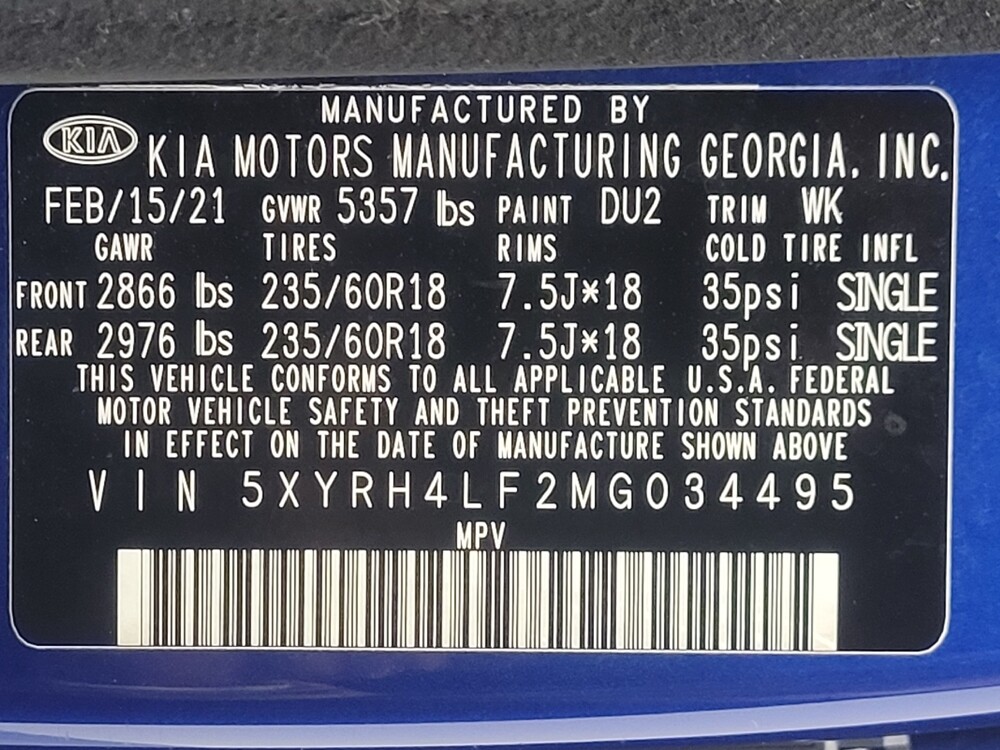 MANUFACTURED BY
KIA KIA MOTORS MANUFACTURING GEORGIA, INC.
FEB/15/21 GVWR 5357 lbs PAINT DU2 TRIM WK
GAWR TIRES RIMS COLD TIRE INFL
FRONT 2866 lbs 235/60R18 7.5J*18 35psi SINGLE
REAR 2976 lbs 235/60R18 7.5J*18 35psi SINGLE
THIS VEHICLE CONFORMS TO ALL APPLICABLE U.S.A. FEDERAL
MOTOR VEHICLE SAFETY AND THEFT PREVENTION STANDARDS
IN EFFECT ON THE DATE OF MANUFACTURE SHOWN ABOVE
VIN 5XYRH4LF2MG034495
MPV